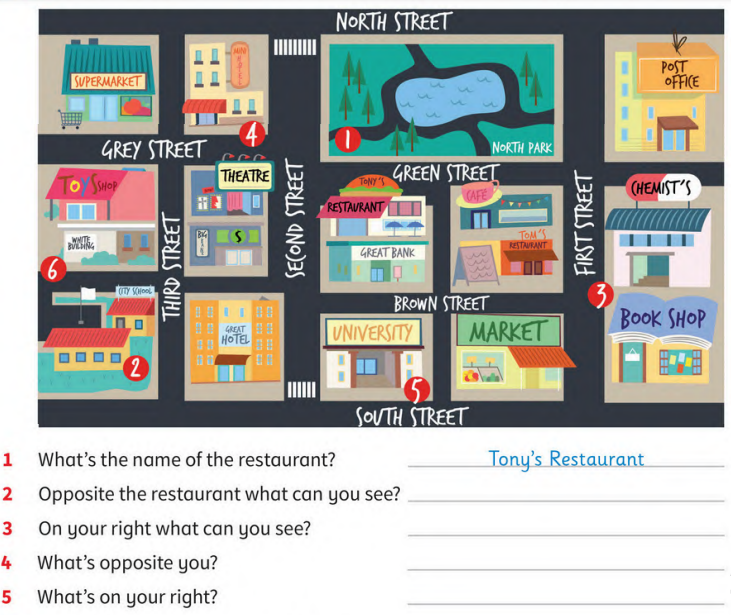 NORTH STREET
SUPERMARKET
MINI HOTEL
POST OFFICE
4
1
NORTH PARK
GREY STREET
TOYS SHOP
THEATRE
SECOND STREET
TONY'S RESTAURANT
GREEN STREET
CAFÉ
FIRST STREET
CHEMIST'S
WHITE BUILDING
THIRD STREET
BIG
S
GREAT BANK
TOM'S RESTAURANT
6
3
CITY SCHOOL
GREAT HOTEL
BROWN STREET
UNIVERSITY
MARKET
BOOK SHOP
2
5
SOUTH STREET
1 What's the name of the restaurant? Tony's Restaurant
2 Opposite the restaurant what can you see?
3 On your right what can you see?
4 What's opposite you?
5 What's on your right?